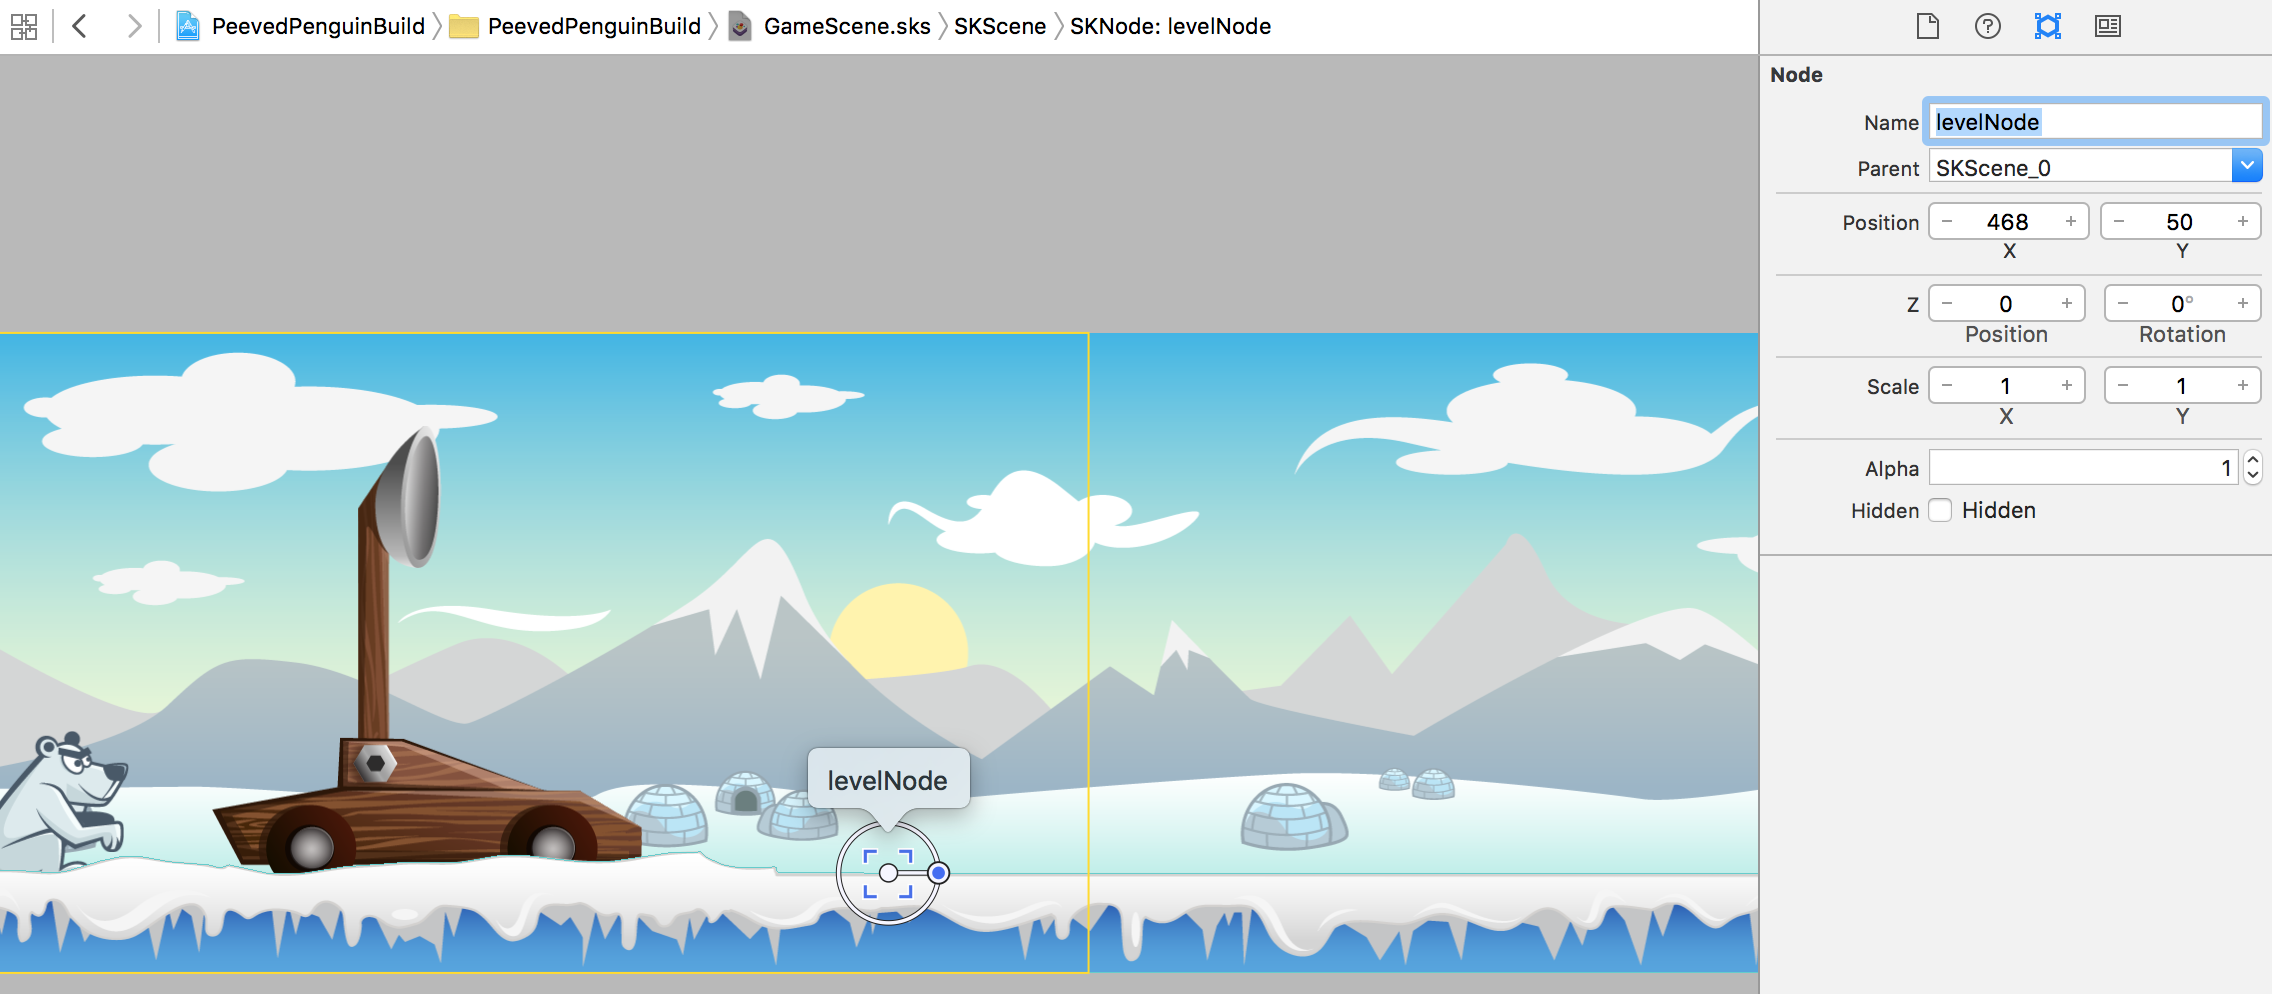 PeevedPenguinBuild PeevedPenguinBuild GameScene.sks SKScene SKNode: levelNode
Node
Name levelNode
Parent SKScene_0
Position − 468 + − 50 +
X Y
Z − 0 + − 0° +
Position Rotation
Scale − 1 + − 1 +
X Y
Alpha 1
Hidden Hidden
levelNode